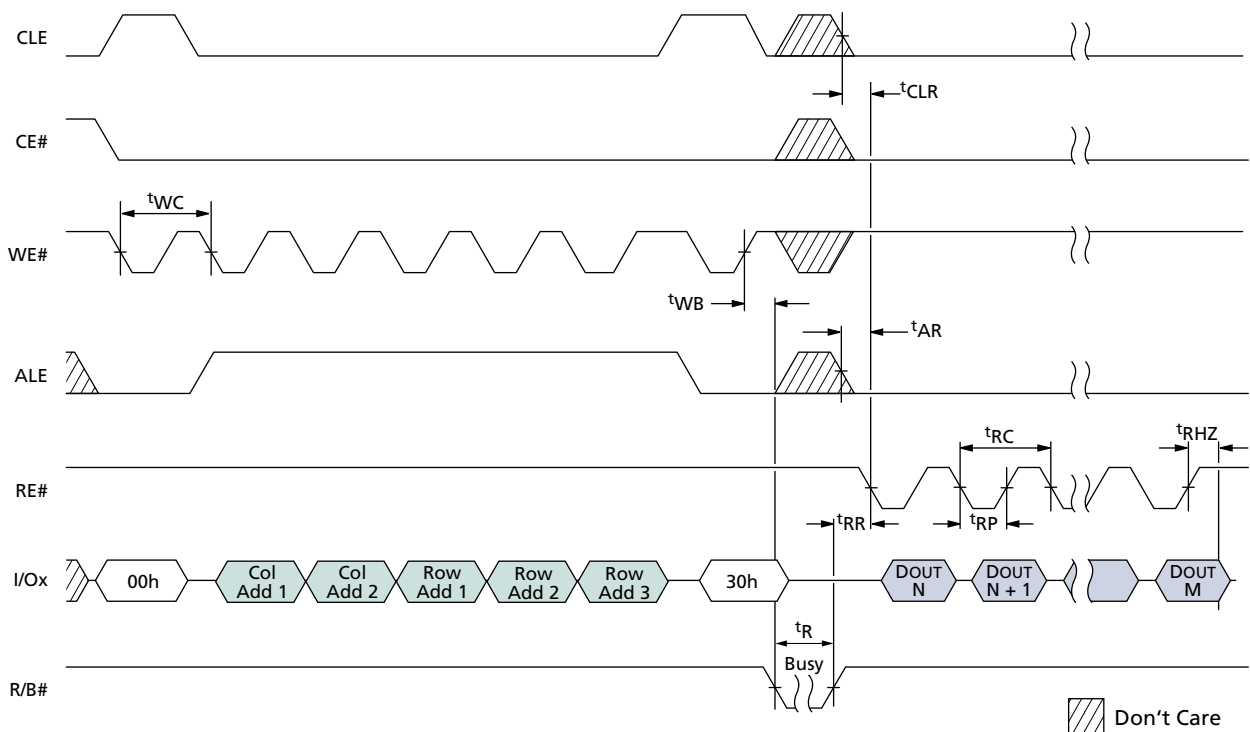 CLE
tCLR
CE#
tWC
WE#
tWB
tAR
ALE
tRC
tRHZ
RE#
tRR
tRP
I/Ox
00h
Col
Add 1
Col
Add 2
Row
Add 1
Row
Add 2
Row
Add 3
30h
DOUT
N
DOUT
N + 1
DOUT
M
tR
Busy
R/B#
Don't Care